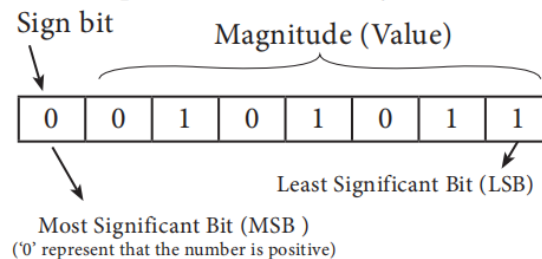 Sign bit
Magnitude (Value)
0 0 1 0 1 0 1 1
Least Significant Bit (LSB)
Most Significant Bit (MSB )
(‘0’ represent that the number is positive)